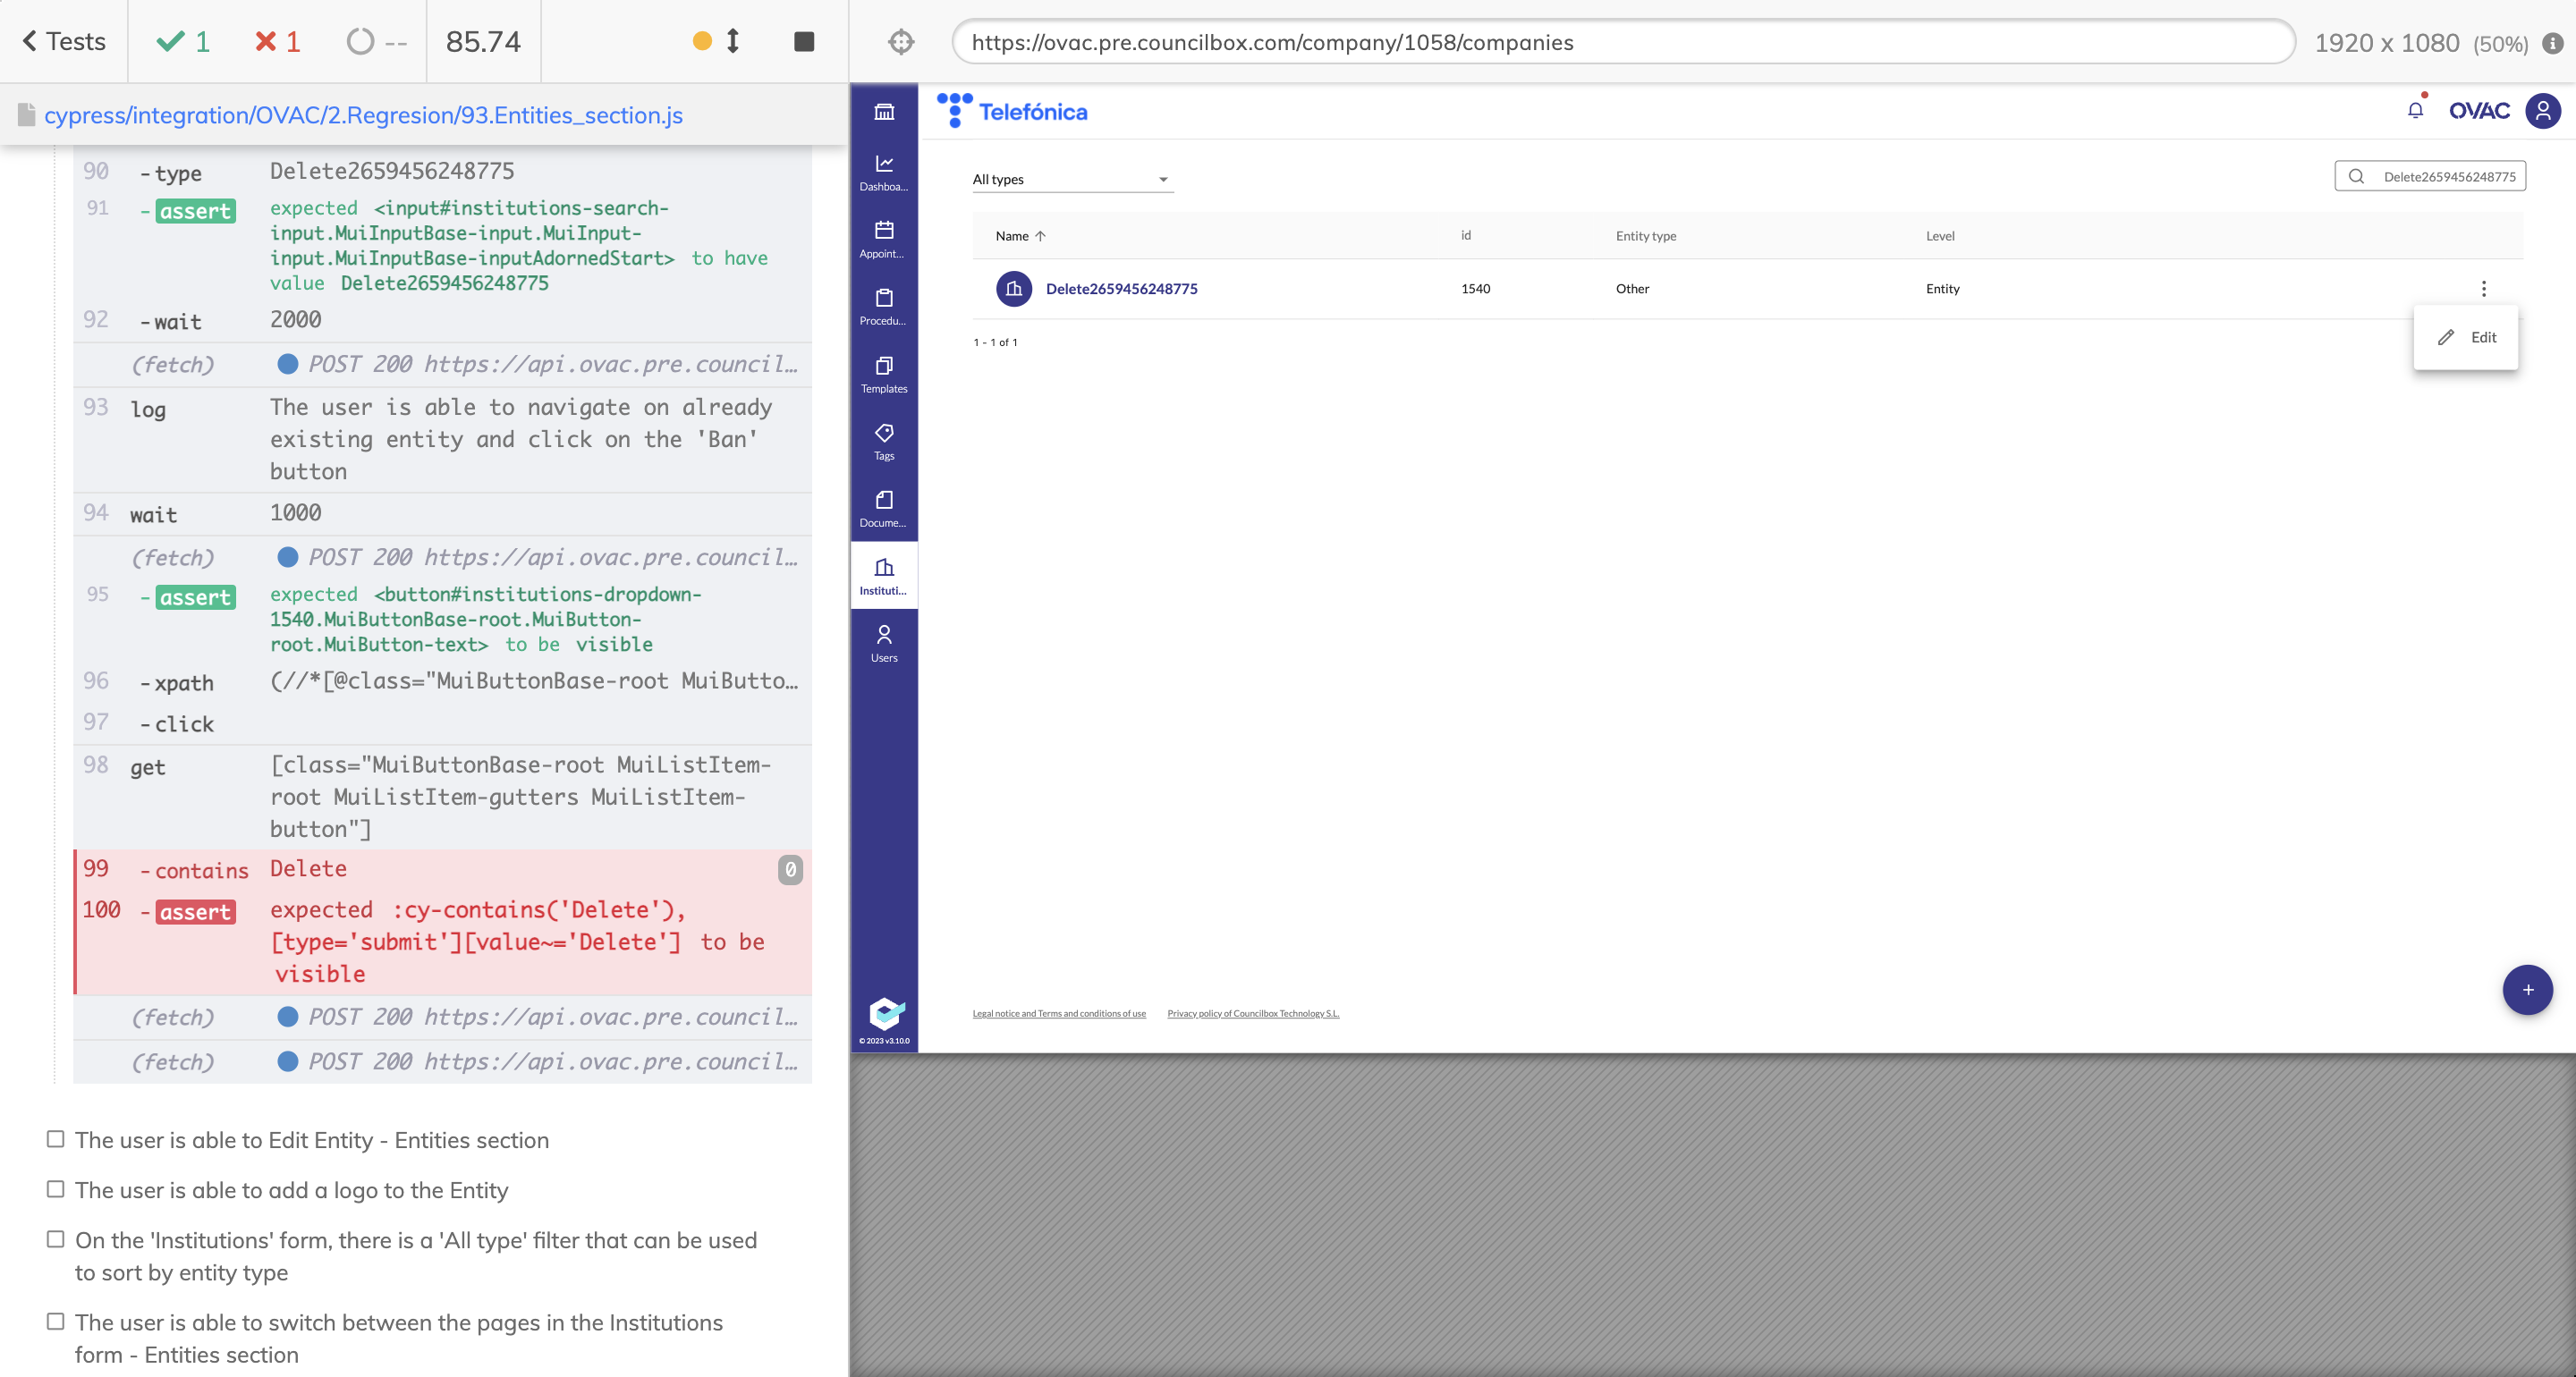 Tests
1
1
--
85.74
cypress/integration/OVAC/2.Regresion/93.Entities_section.js
90 -type Delete2659456248775
91 -assert expected <input#institutions-search-
input.MuiInputBase-input.MuiInput-
input.MuiInputBase-inputAdornedStart> to have
value Delete2659456248775
92 -wait 2000
(fetch) POST 200 https://api.ovac.pre.council…
93 log The user is able to navigate on already
existing entity and click on the 'Ban'
button
94 wait 1000
(fetch) POST 200 https://api.ovac.pre.council…
95 -assert expected <button#institutions-dropdown-
1540.MuiButtonBase-root.MuiButton-
root.MuiButton-text> to be visible
96 -xpath (//*[@class="MuiButtonBase-root MuiButto…
97 -click
98 get [class="MuiButtonBase-root MuiListItem-
root MuiListItem-gutters MuiListItem-
button"]
99 -contains Delete 0
100 -assert expected :cy-contains('Delete'),
[type='submit'][value~='Delete'] to be
visible
(fetch) POST 200 https://api.ovac.pre.council…
(fetch) POST 200 https://api.ovac.pre.council…
The user is able to Edit Entity - Entities section
The user is able to add a logo to the Entity
On the 'Institutions' form, there is a 'All type' filter that can be used
to sort by entity type
The user is able to switch between the pages in the Institutions
form - Entities section
https://ovac.pre.councilbox.com/company/1058/companies
1920 x 1080 (50%)
Telefónica
OVAC
Dashboa...
Appoint...
Procedu...
Templates
Tags
Docume...
Instituti...
Users
© 2023 v3.10.0
All types
Delete2659456248775
Name id Entity type Level
Delete2659456248775 1540 Other Entity
Edit
1 - 1 of 1
+
Legal notice and Terms and conditions of use Privacy policy of Councilbox Technology S.L.